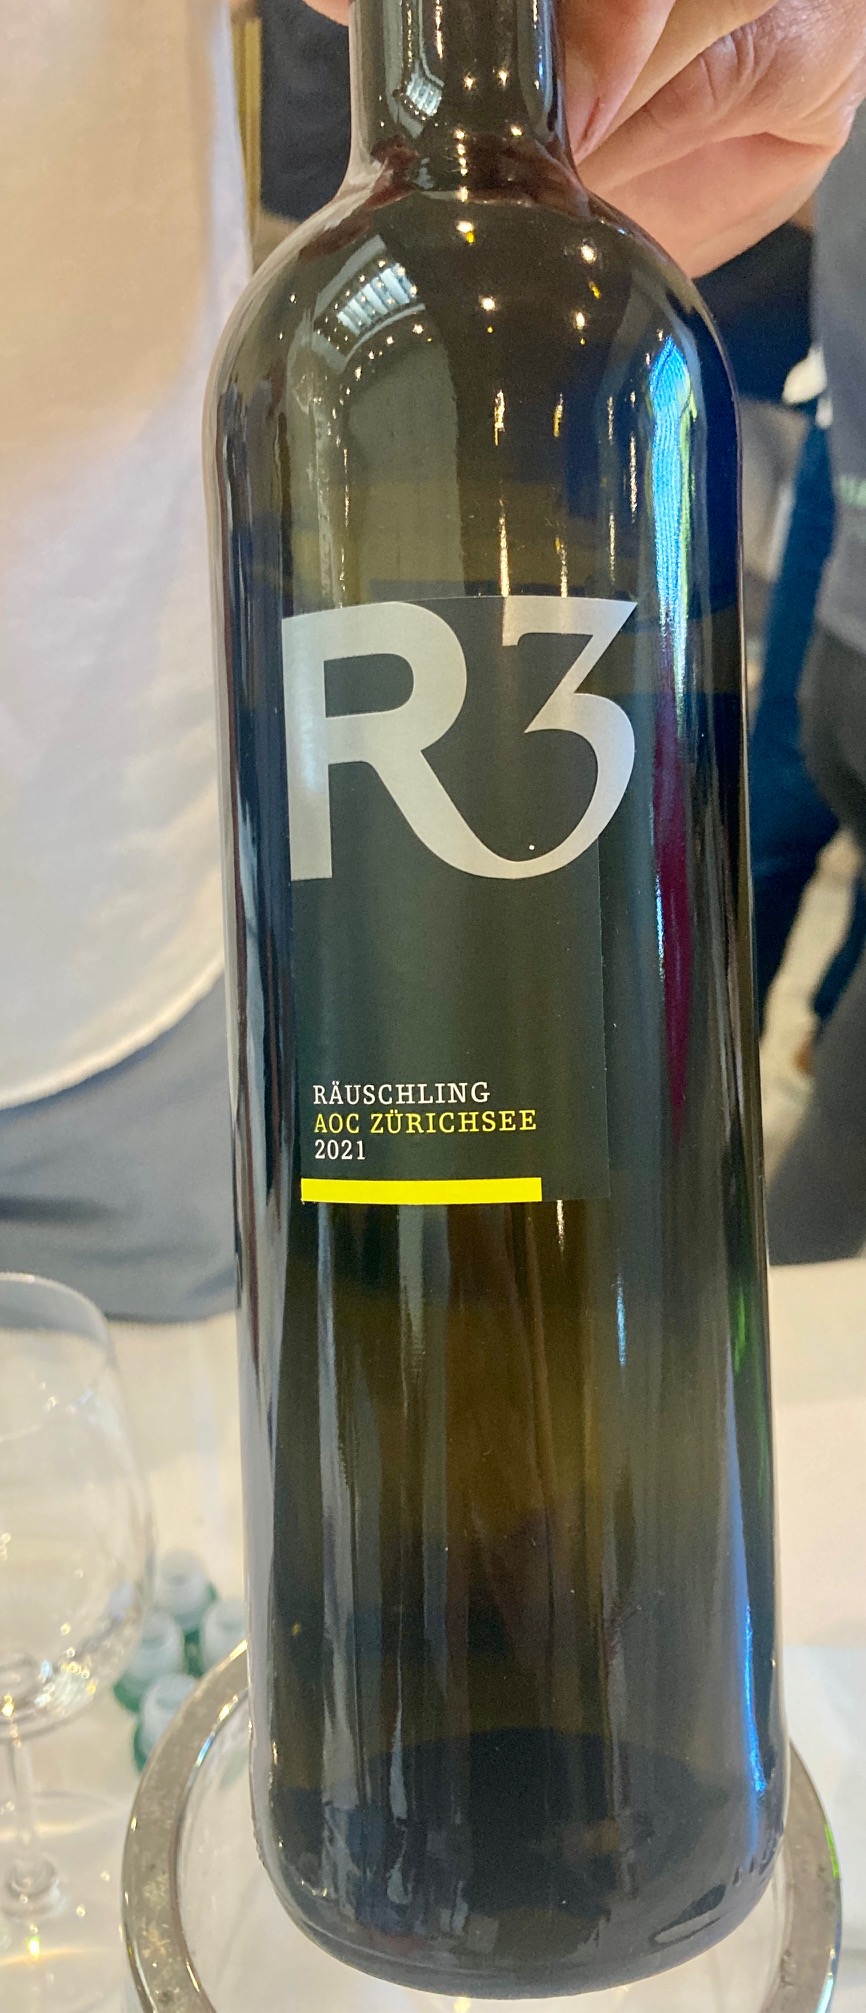 R3
RÄUSCHLING
AOC ZÜRICHSEE
2021